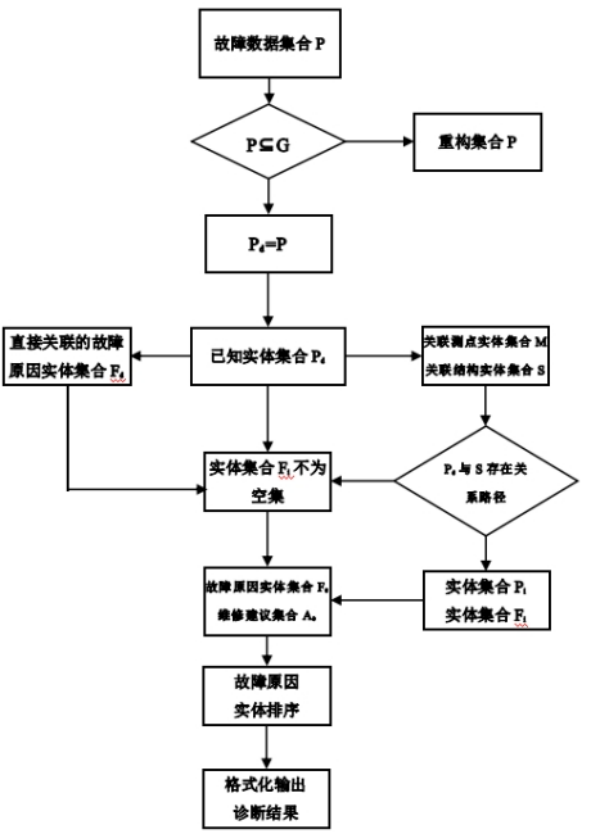 故障数据集合 P
P⊆G
重构集合 P
Pd=P
直接关联的故障
原因实体集合 Fd
已知实体集合 Pd
关联测点实体集合 M
关联结构实体集合 S
实体集合 Fi 不为
空集
Pd 与 S 存在关
系路径
故障原因实体集合 Fo
维修建议集合 Ao
实体集合 Pi
实体集合 Fi
故障原因
实体排序
格式化输出
诊断结果